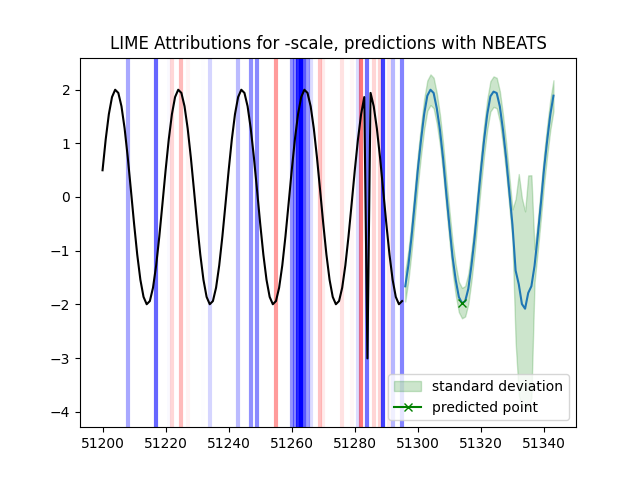 LIME Attributions for -scale, predictions with NBEATS
2
1
0
−1
−2
−3
−4
standard deviation
predicted point
51200 51220 51240 51260 51280 51300 51320 51340